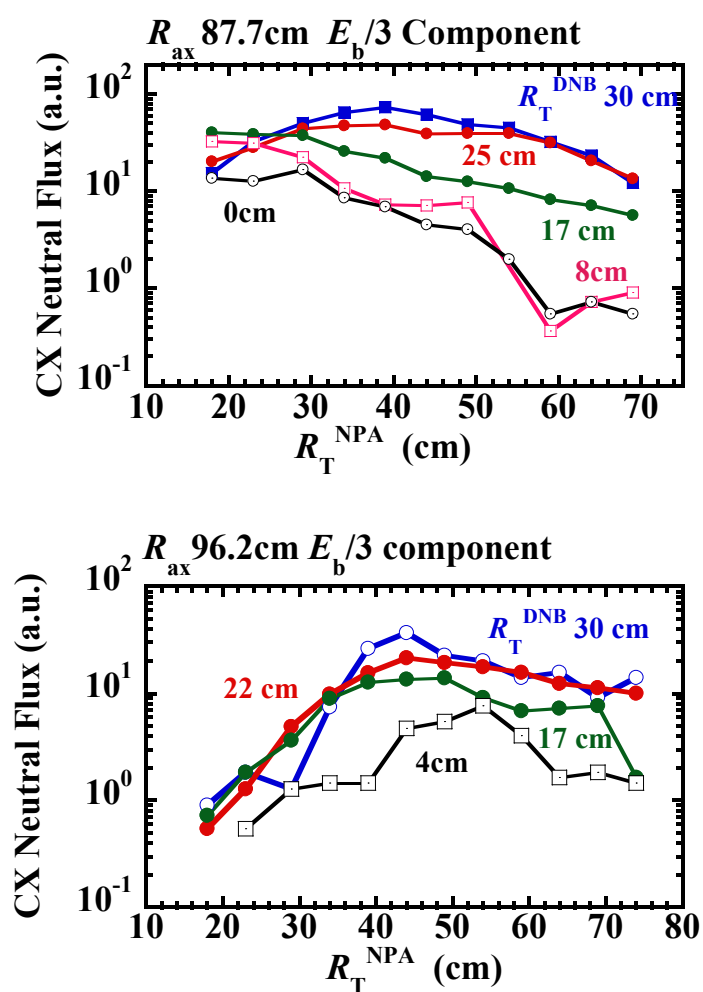 R_ax 87.7cm E_b/3 Component
CX Neutral Flux (a.u.)
10^2
10^1
10^0
10^-1
R_T^DNB 30 cm
25 cm
17 cm
8cm
0cm
10 20 30 40 50 60 70
R_T^NPA (cm)
R_ax 96.2cm E_b/3 component
CX Neutral Flux (a.u.)
10^2
10^1
10^0
10^-1
R_T^DNB 30 cm
22 cm
17 cm
4cm
10 20 30 40 50 60 70 80
R_T^NPA (cm)